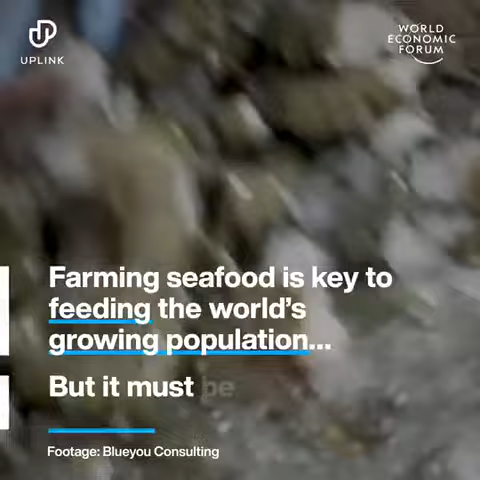 UPLINK
WORLD
ECONOMIC
FORUM
Farming seafood is key to
feeding the world's
growing population...
But it must be
Footage: Blueyou Consulting